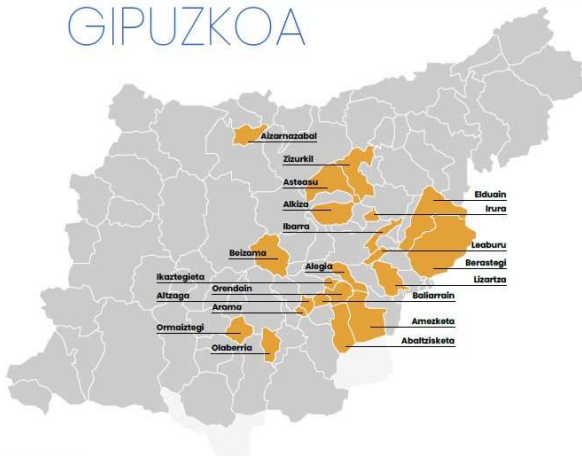 GIPUZKOA
Aizarnazabal
Zizurkil
Asteasu
Elduain
Alkiza
Irura
Ibarra
Leaburu
Beizama
Alegia
Berastegi
Ikaztegieta
Lizartza
Orendain
Altzaga
Baliarrain
Arama
Ormaiztegi
Amezketa
Olaberria
Abaltzisketa